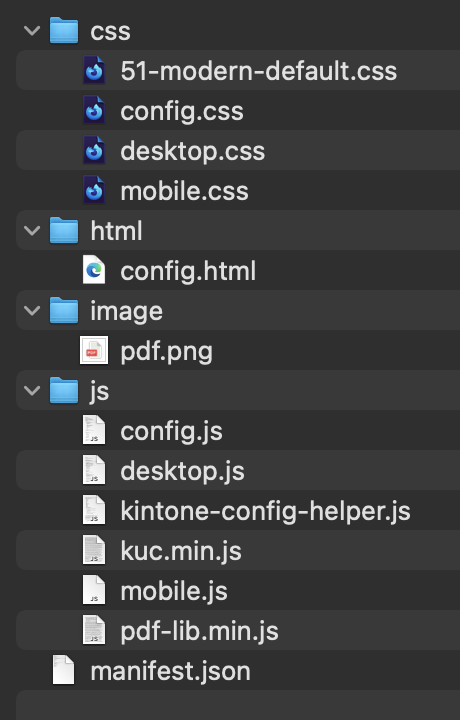 css
51-modern-default.css
config.css
desktop.css
mobile.css
html
config.html
image
pdf.png
js
config.js
desktop.js
kintone-config-helper.js
kuc.min.js
mobile.js
pdf-lib.min.js
manifest.json